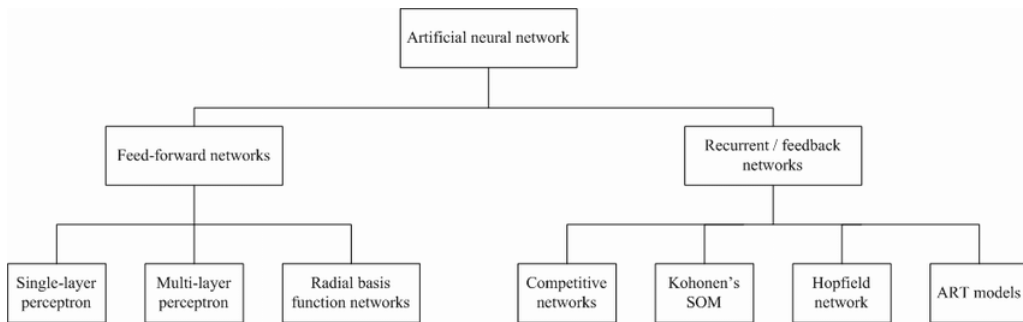 Artificial neural network
Feed-forward networks
Recurrent / feedback
networks
Single-layer
perceptron
Multi-layer
perceptron
Radial basis
function networks
Competitive
networks
Kohonen's
SOM
Hopfield
network
ART models